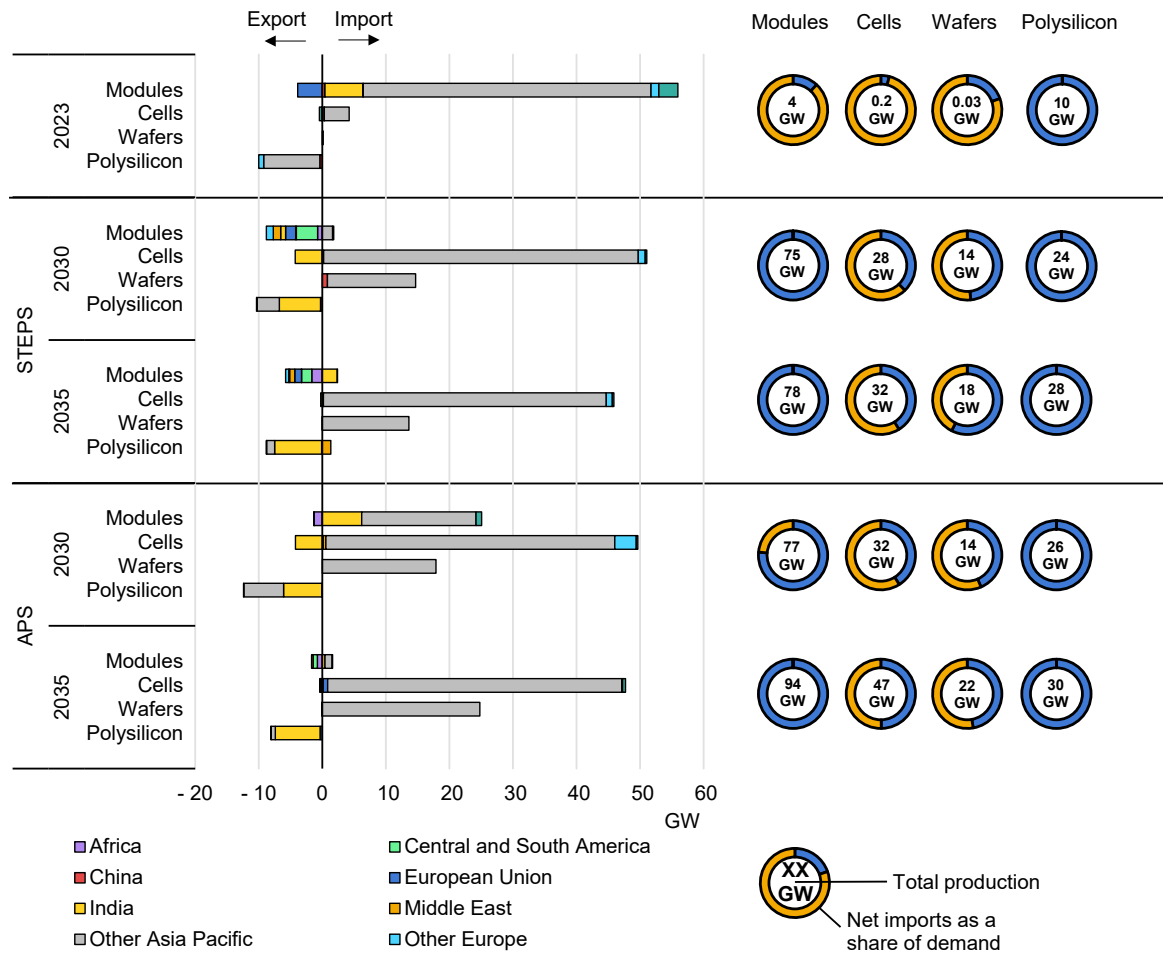 Export Import
Modules Cells Wafers Polysilicon
2023
Modules
Cells
Wafers
Polysilicon
4
GW
0.2
GW
0.03
GW
10
GW
STEPS
2030
Modules
Cells
Wafers
Polysilicon
75
GW
28
GW
14
GW
24
GW
2035
Modules
Cells
Wafers
Polysilicon
78
GW
32
GW
18
GW
28
GW
APS
2030
Modules
Cells
Wafers
Polysilicon
77
GW
32
GW
14
GW
26
GW
2035
Modules
Cells
Wafers
Polysilicon
94
GW
47
GW
22
GW
30
GW
- 20 - 10 0 10 20 30 40 50 60
GW
Africa
China
India
Other Asia Pacific
Central and South America
European Union
Middle East
Other Europe
XX
GW
Total production
Net imports as a
share of demand